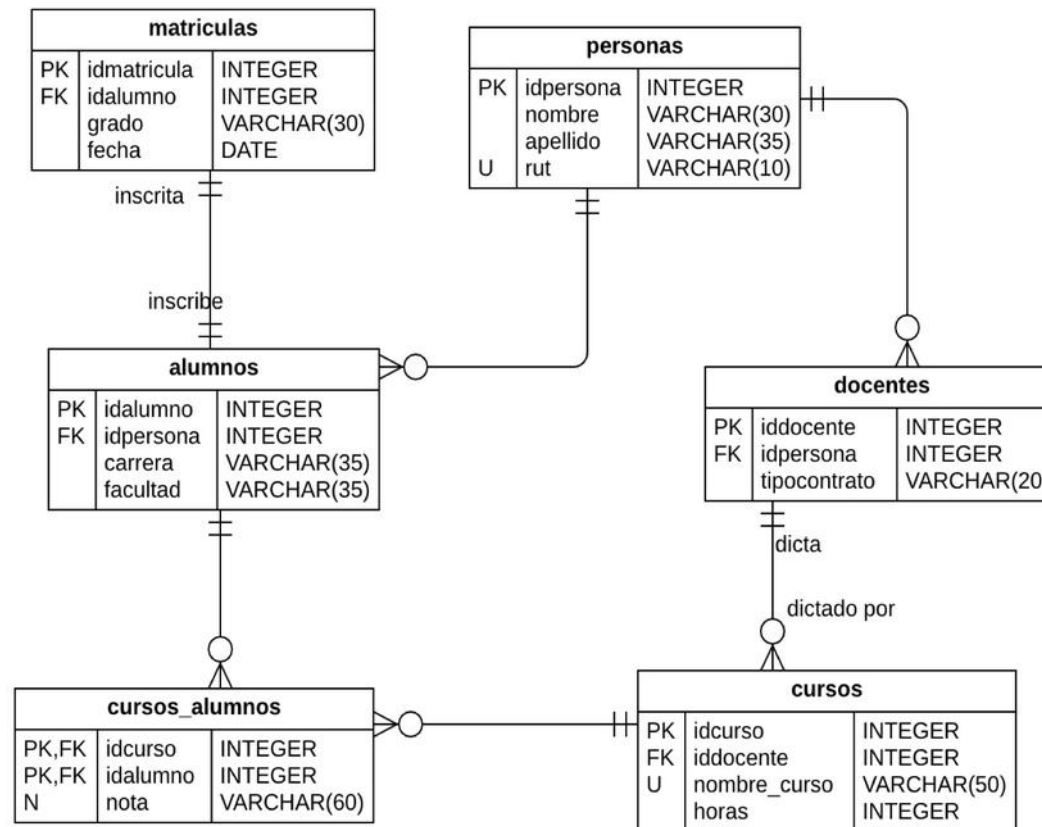 matriculas
PK idmatricula INTEGER
FK idalumno INTEGER
grado VARCHAR(30)
fecha DATE
personas
PK idpersona INTEGER
nombre VARCHAR(30)
apellido VARCHAR(35)
U rut VARCHAR(10)
inscrita
inscribe
alumnos
PK idalumno INTEGER
FK idpersona INTEGER
carrera VARCHAR(35)
facultad VARCHAR(35)
docentes
PK iddocente INTEGER
FK idpersona INTEGER
tipocontrato VARCHAR(20
dicta
dictado por
cursos_alumnos
PK,FK idcurso INTEGER
PK,FK idalumno INTEGER
N nota VARCHAR(60)
cursos
PK idcurso INTEGER
FK iddocente INTEGER
U nombre_curso VARCHAR(50)
horas INTEGER